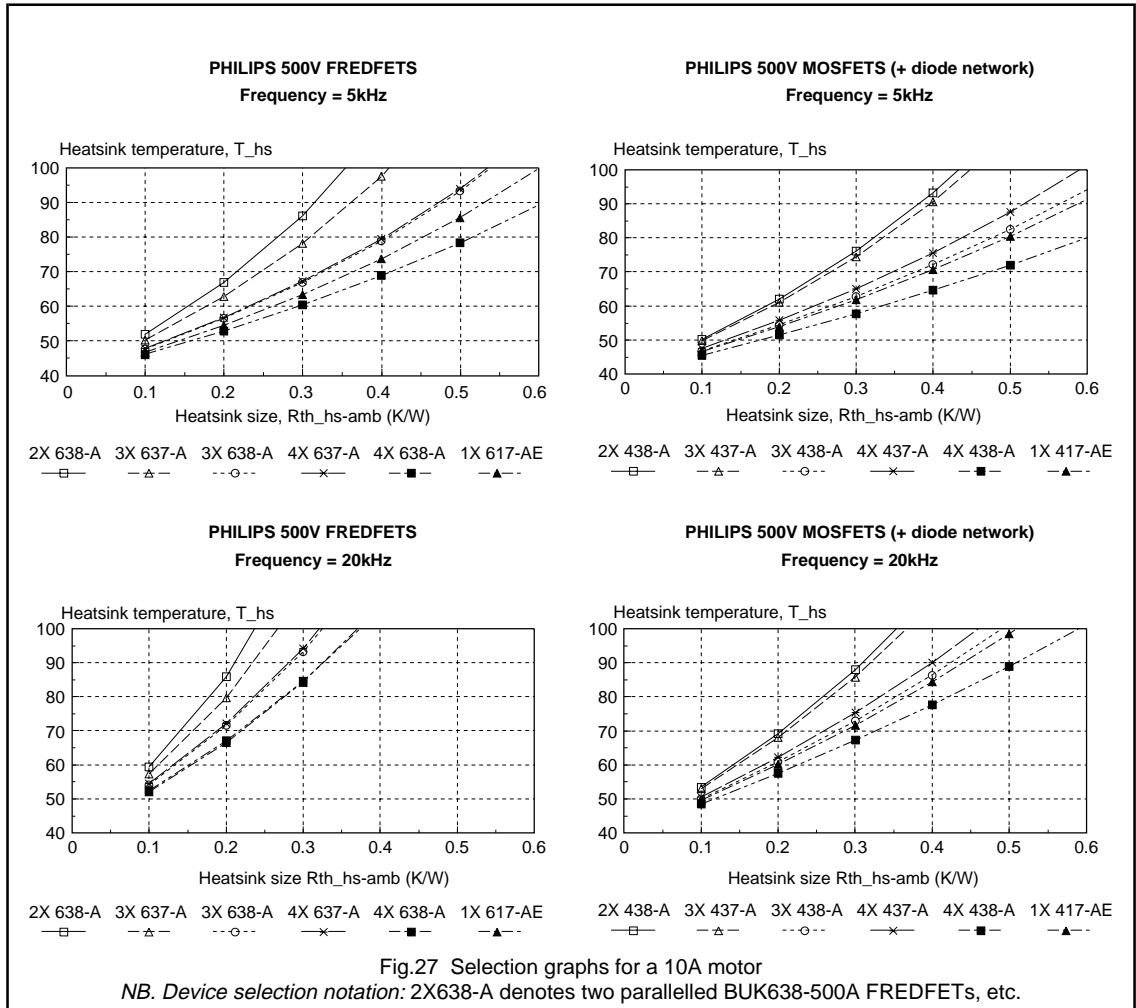 PHILIPS 500V FREDFETS
Frequency = 5kHz
Heatsink temperature, T_hs
100
90
80
70
60
50
40
0 0.1 0.2 0.3 0.4 0.5 0.6
Heatsink size, Rth_hs-amb (K/W)
2X 638-A 3X 637-A 3X 638-A 4X 637-A 4X 638-A 1X 617-AE
PHILIPS 500V MOSFETS (+ diode network)
Frequency = 5kHz
Heatsink temperature, T_hs
100
90
80
70
60
50
40
0 0.1 0.2 0.3 0.4 0.5 0.6
Heatsink size, Rth_hs-amb (K/W)
2X 438-A 3X 437-A 3X 438-A 4X 437-A 4X 438-A 1X 417-AE
PHILIPS 500V FREDFETS
Frequency = 20kHz
Heatsink temperature, T_hs
100
90
80
70
60
50
40
0 0.1 0.2 0.3 0.4 0.5 0.6
Heatsink size Rth_hs-amb (K/W)
2X 638-A 3X 637-A 3X 638-A 4X 637-A 4X 638-A 1X 617-AE
PHILIPS 500V MOSFETS (+ diode network)
Frequency = 20kHz
Heatsink temperature, T_hs
100
90
80
70
60
50
40
0 0.1 0.2 0.3 0.4 0.5 0.6
Heatsink size Rth_hs-amb (K/W)
2X 438-A 3X 437-A 3X 438-A 4X 437-A 4X 438-A 1X 417-AE
Fig.27 Selection graphs for a 10A motor
NB. Device selection notation: 2X638-A denotes two parallelled BUK638-500A FREDFETs, etc.